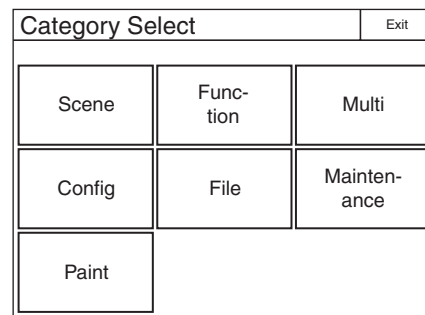 Category Select
Exit
Scene
Func-
tion
Multi
Config
File
Mainten-
ance
Paint